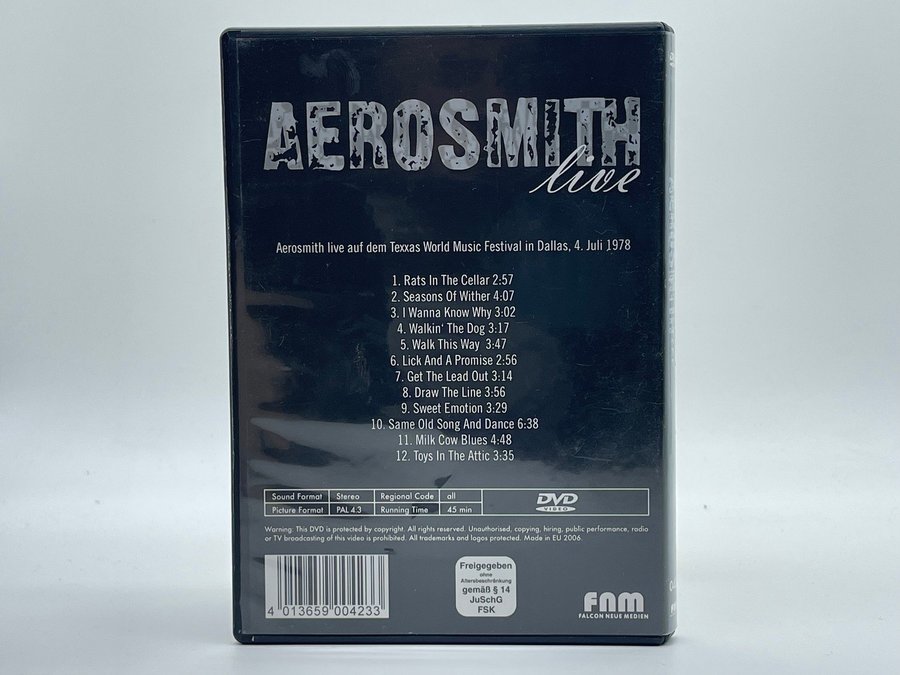 AEROSMITH
live
Aerosmith live auf dem Texxas World Music Festival in Dallas, 4. Juli 1978
1. Rats In The Cellar 2:57
2. Seasons Of Wither 4:07
3. I Wanna Know Why 3:02
4. Walkin' The Dog 3:17
5. Walk This Way 3:47
6. Lick And A Promise 2:56
7. Get The Lead Out 3:14
8. Draw The Line 3:56
9. Sweet Emotion 3:29
10. Same Old Song And Dance 6:38
11. Milk Cow Blues 4:48
12. Toys In The Attic 3:35
Sound Format Stereo Regional Code all
Picture Format PAL 4:3 Running Time 45 min
DVD
VIDEO
Warning: This DVD is protected by copyright. All rights reserved. Unauthorised, copying, hiring, public performance, radio
or TV broadcasting of this video is prohibited. All trademarks and logos protected. Made in EU 2006.
4 013659 004233
Freigegeben
ohne
Altersbeschränkung
gemäß § 14
JuSchG
FSK
FNM
FALCON NEUE MEDIEN